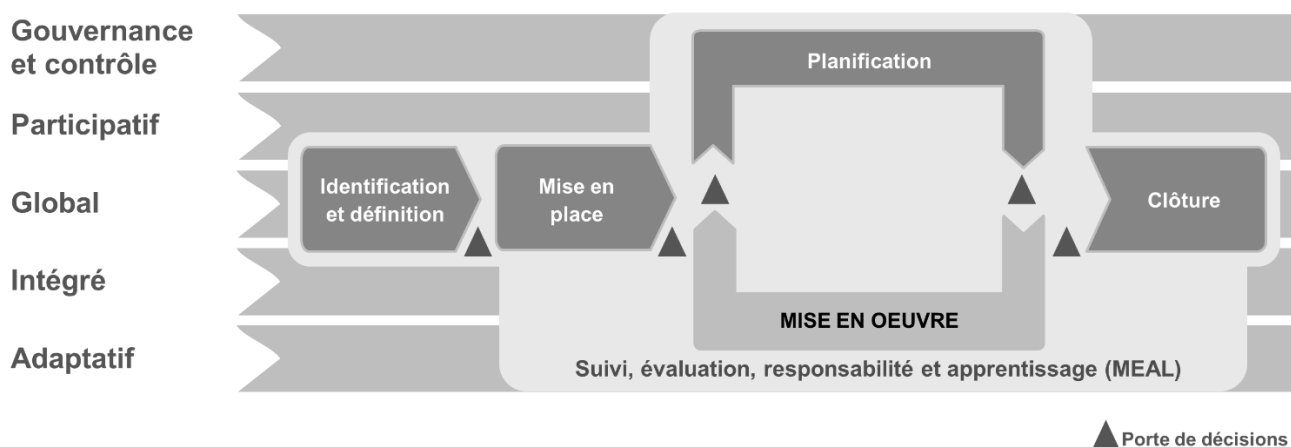 Gouvernance
et contrôle
Participatif
Global
Intégré
Adaptatif
Identification
et définition
Mise en
place
Planification
MISE EN OEUVRE
Clôture
Suivi, évaluation, responsabilité et apprentissage (MEAL)
Porte de décisions